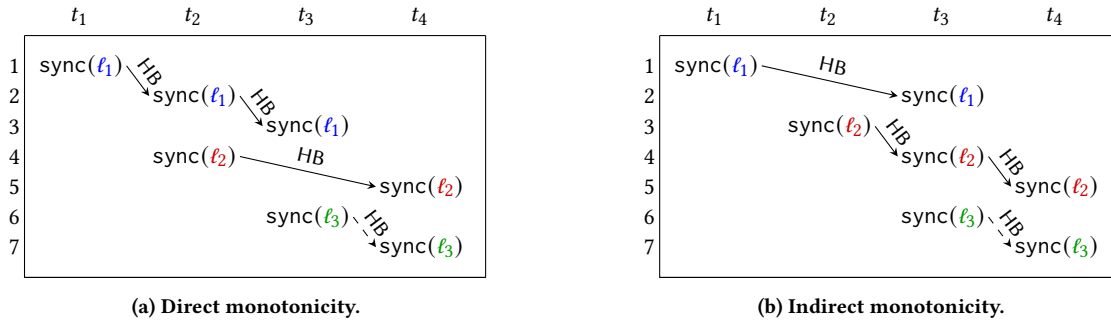 t₁ t₂ t₃ t₄
1 sync(ℓ₁) HB
2 sync(ℓ₁) HB
3 sync(ℓ₁)
4 sync(ℓ₂) HB
5 sync(ℓ₂)
6 sync(ℓ₃) HB
7 sync(ℓ₃)
(a) Direct monotonicity.
t₁ t₂ t₃ t₄
1 sync(ℓ₁) HB
2 sync(ℓ₁)
3 sync(ℓ₂) HB
4 sync(ℓ₂) HB
5 sync(ℓ₂)
6 sync(ℓ₃) HB
7 sync(ℓ₃)
(b) Indirect monotonicity.